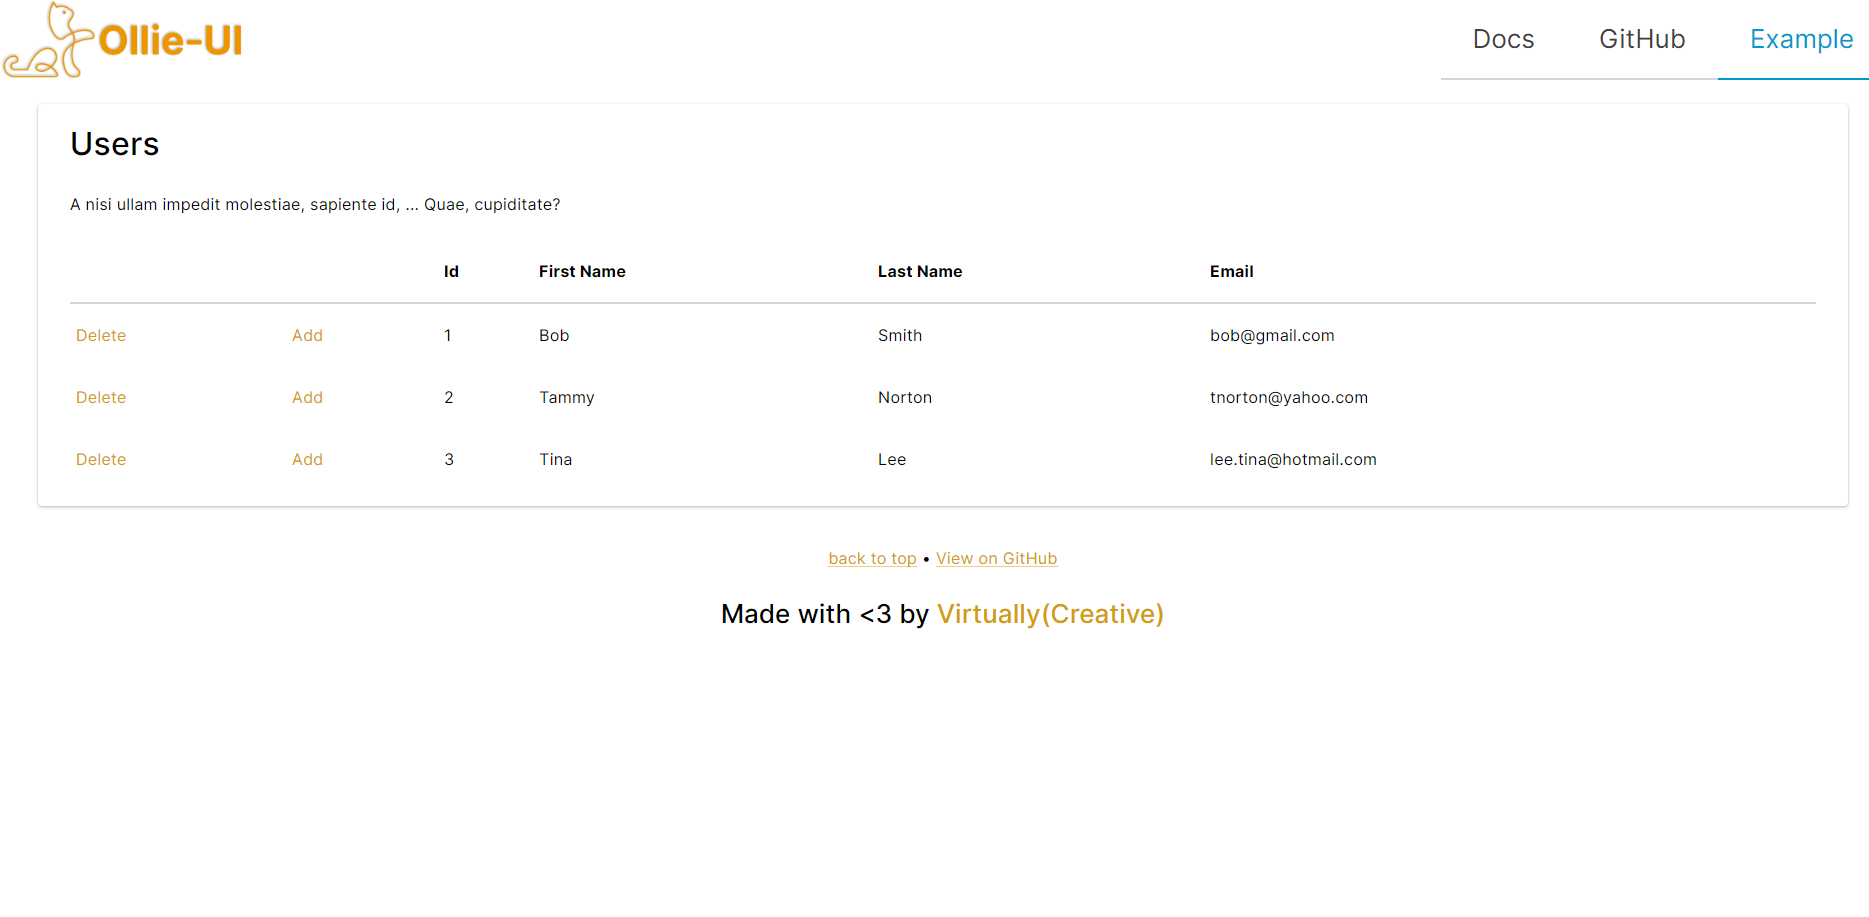 Ollie-UI
Docs GitHub Example
Users
A nisi ullam impedit molestiae, sapiente id, ... Quae, cupiditate?
Id First Name Last Name Email
Delete Add 1 Bob Smith bob@gmail.com
Delete Add 2 Tammy Norton tnorton@yahoo.com
Delete Add 3 Tina Lee lee.tina@hotmail.com
back to top • View on GitHub
Made with <3 by Virtually(Creative)